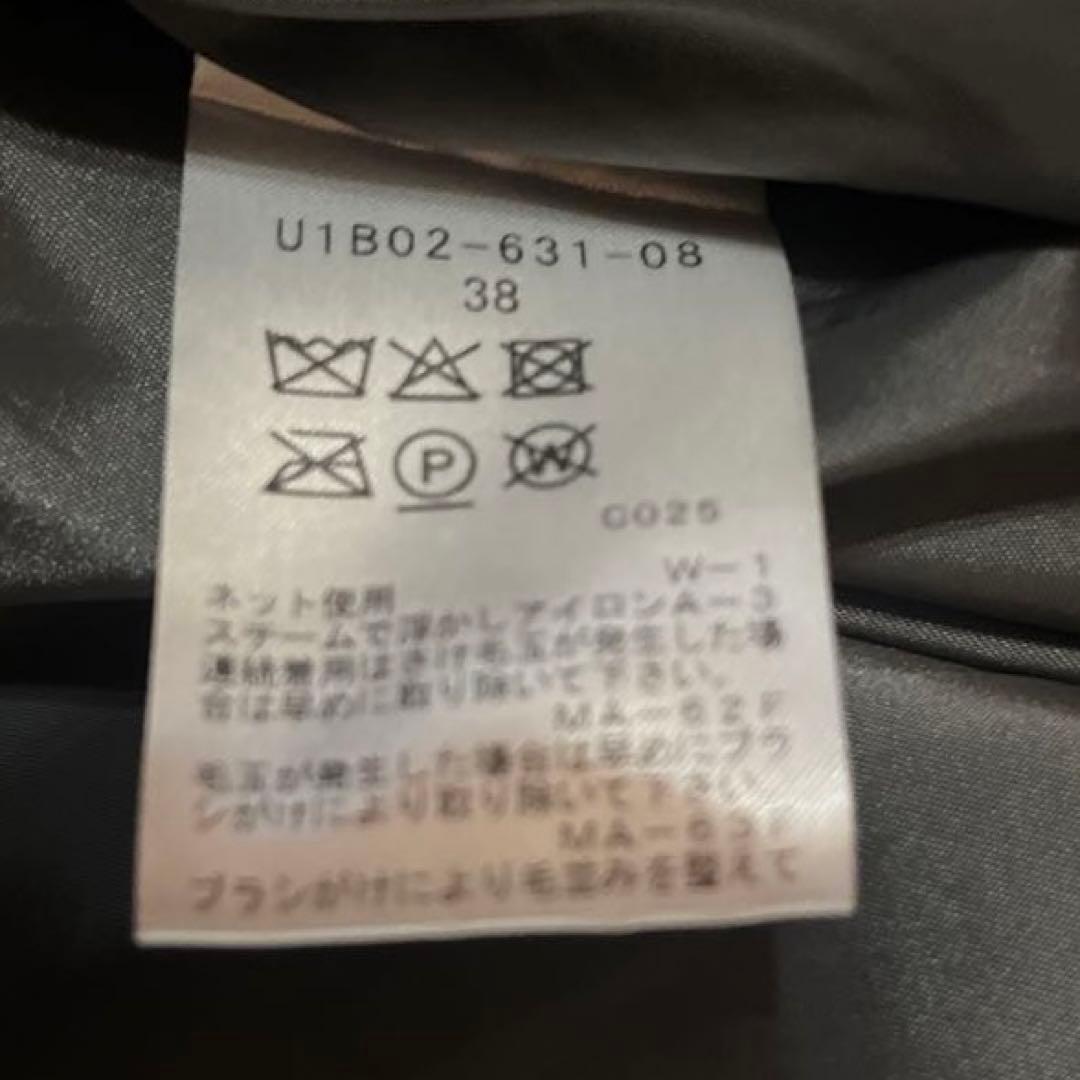 U1B02-631-08
38
P
W
C025
W-1
ネット使用
スチームで浮かしアイロンA-3
連続着用はさけ毛玉が発生した場
合は早めに取り除いて下さい。
MA-62F
毛玉が発生した場合は早めにブラ
シがけにより取り除いて下さい。
MA-63F
ブラシがけにより毛並みを整えて